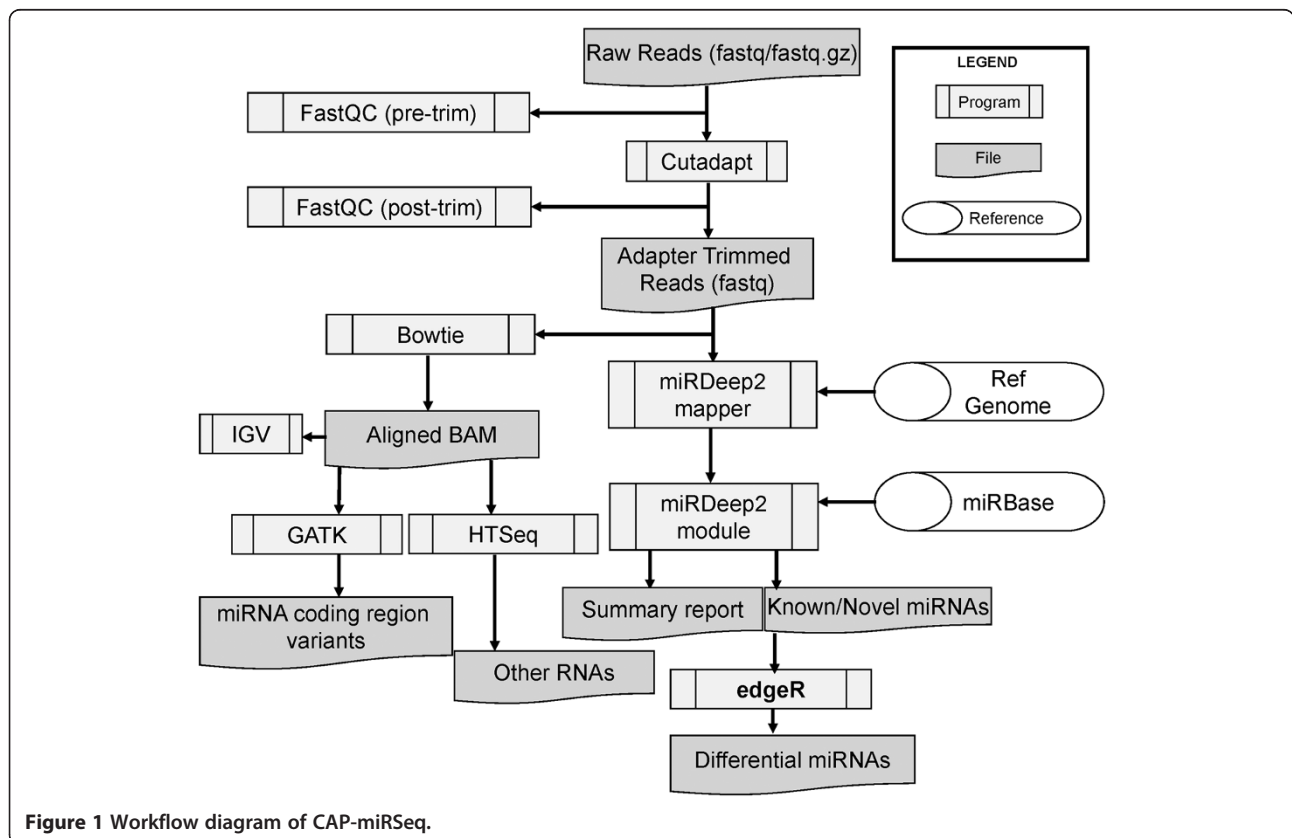 Raw Reads (fastq/fastq.gz)
LEGEND
Program
File
Reference
FastQC (pre-trim)
Cutadapt
FastQC (post-trim)
Adapter Trimmed
Reads (fastq)
Bowtie
miRDeep2
mapper
Ref
Genome
IGV
Aligned BAM
miRDeep2
module
miRBase
GATK
HTSeq
Summary report
Known/Novel miRNAs
miRNA coding region
variants
Other RNAs
edgeR
Differential miRNAs
Figure 1 Workflow diagram of CAP-miRSeq.